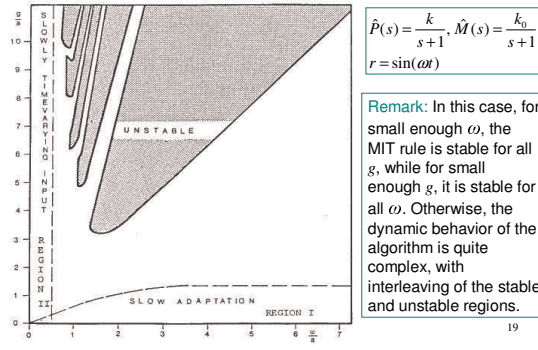 g/a
10
9
8
7
6
5
4
3
2
1
0
SLOWLY TIMEVARYING INPUT
REGION II
UNSTABLE
SLOW ADAPTATION
REGION I
0 1 2 3 4 5 6 ω/a 7
P̂(s) = k/(s+1), M̂(s) = k₀/(s+1)
r = sin(ωt)
Remark: In this case, for
small enough ω, the
MIT rule is stable for all
g, while for small
enough g, it is stable for
all ω. Otherwise, the
dynamic behavior of the
algorithm is quite
complex, with
interleaving of the stable
and unstable regions.
19